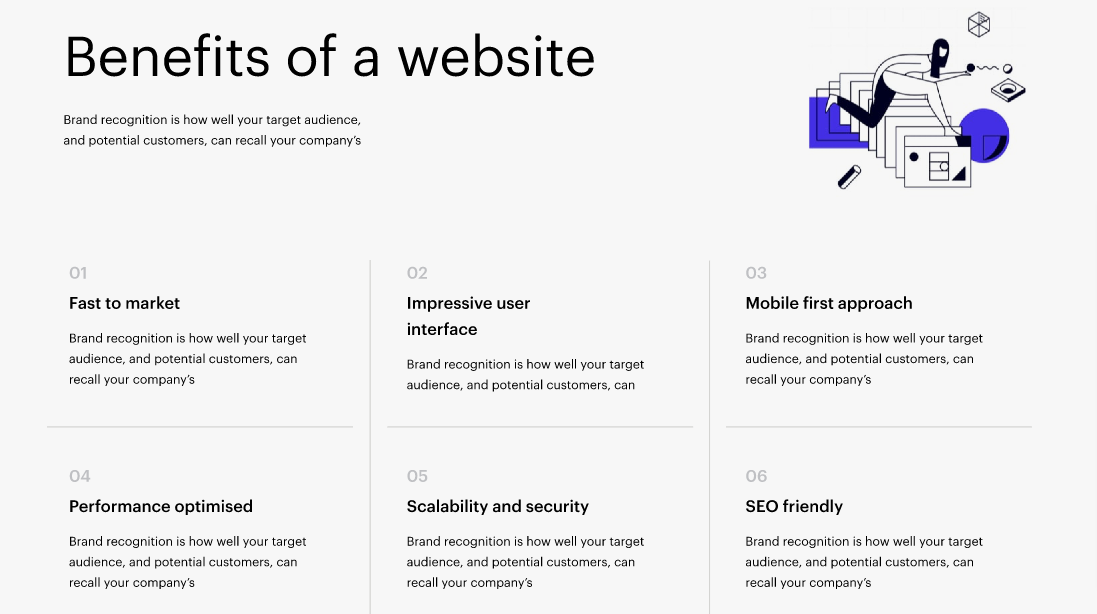 Benefits of a website
Brand recognition is how well your target audience,
and potential customers, can recall your company's
01
Fast to market
Brand recognition is how well your target
audience, and potential customers, can
recall your company's
02
Impressive user
interface
Brand recognition is how well your target
audience, and potential customers, can
03
Mobile first approach
Brand recognition is how well your target
audience, and potential customers, can
recall your company's
04
Performance optimised
Brand recognition is how well your target
audience, and potential customers, can
recall your company's
05
Scalability and security
Brand recognition is how well your target
audience, and potential customers, can
recall your company's
06
SEO friendly
Brand recognition is how well your target
audience, and potential customers, can
recall your company's